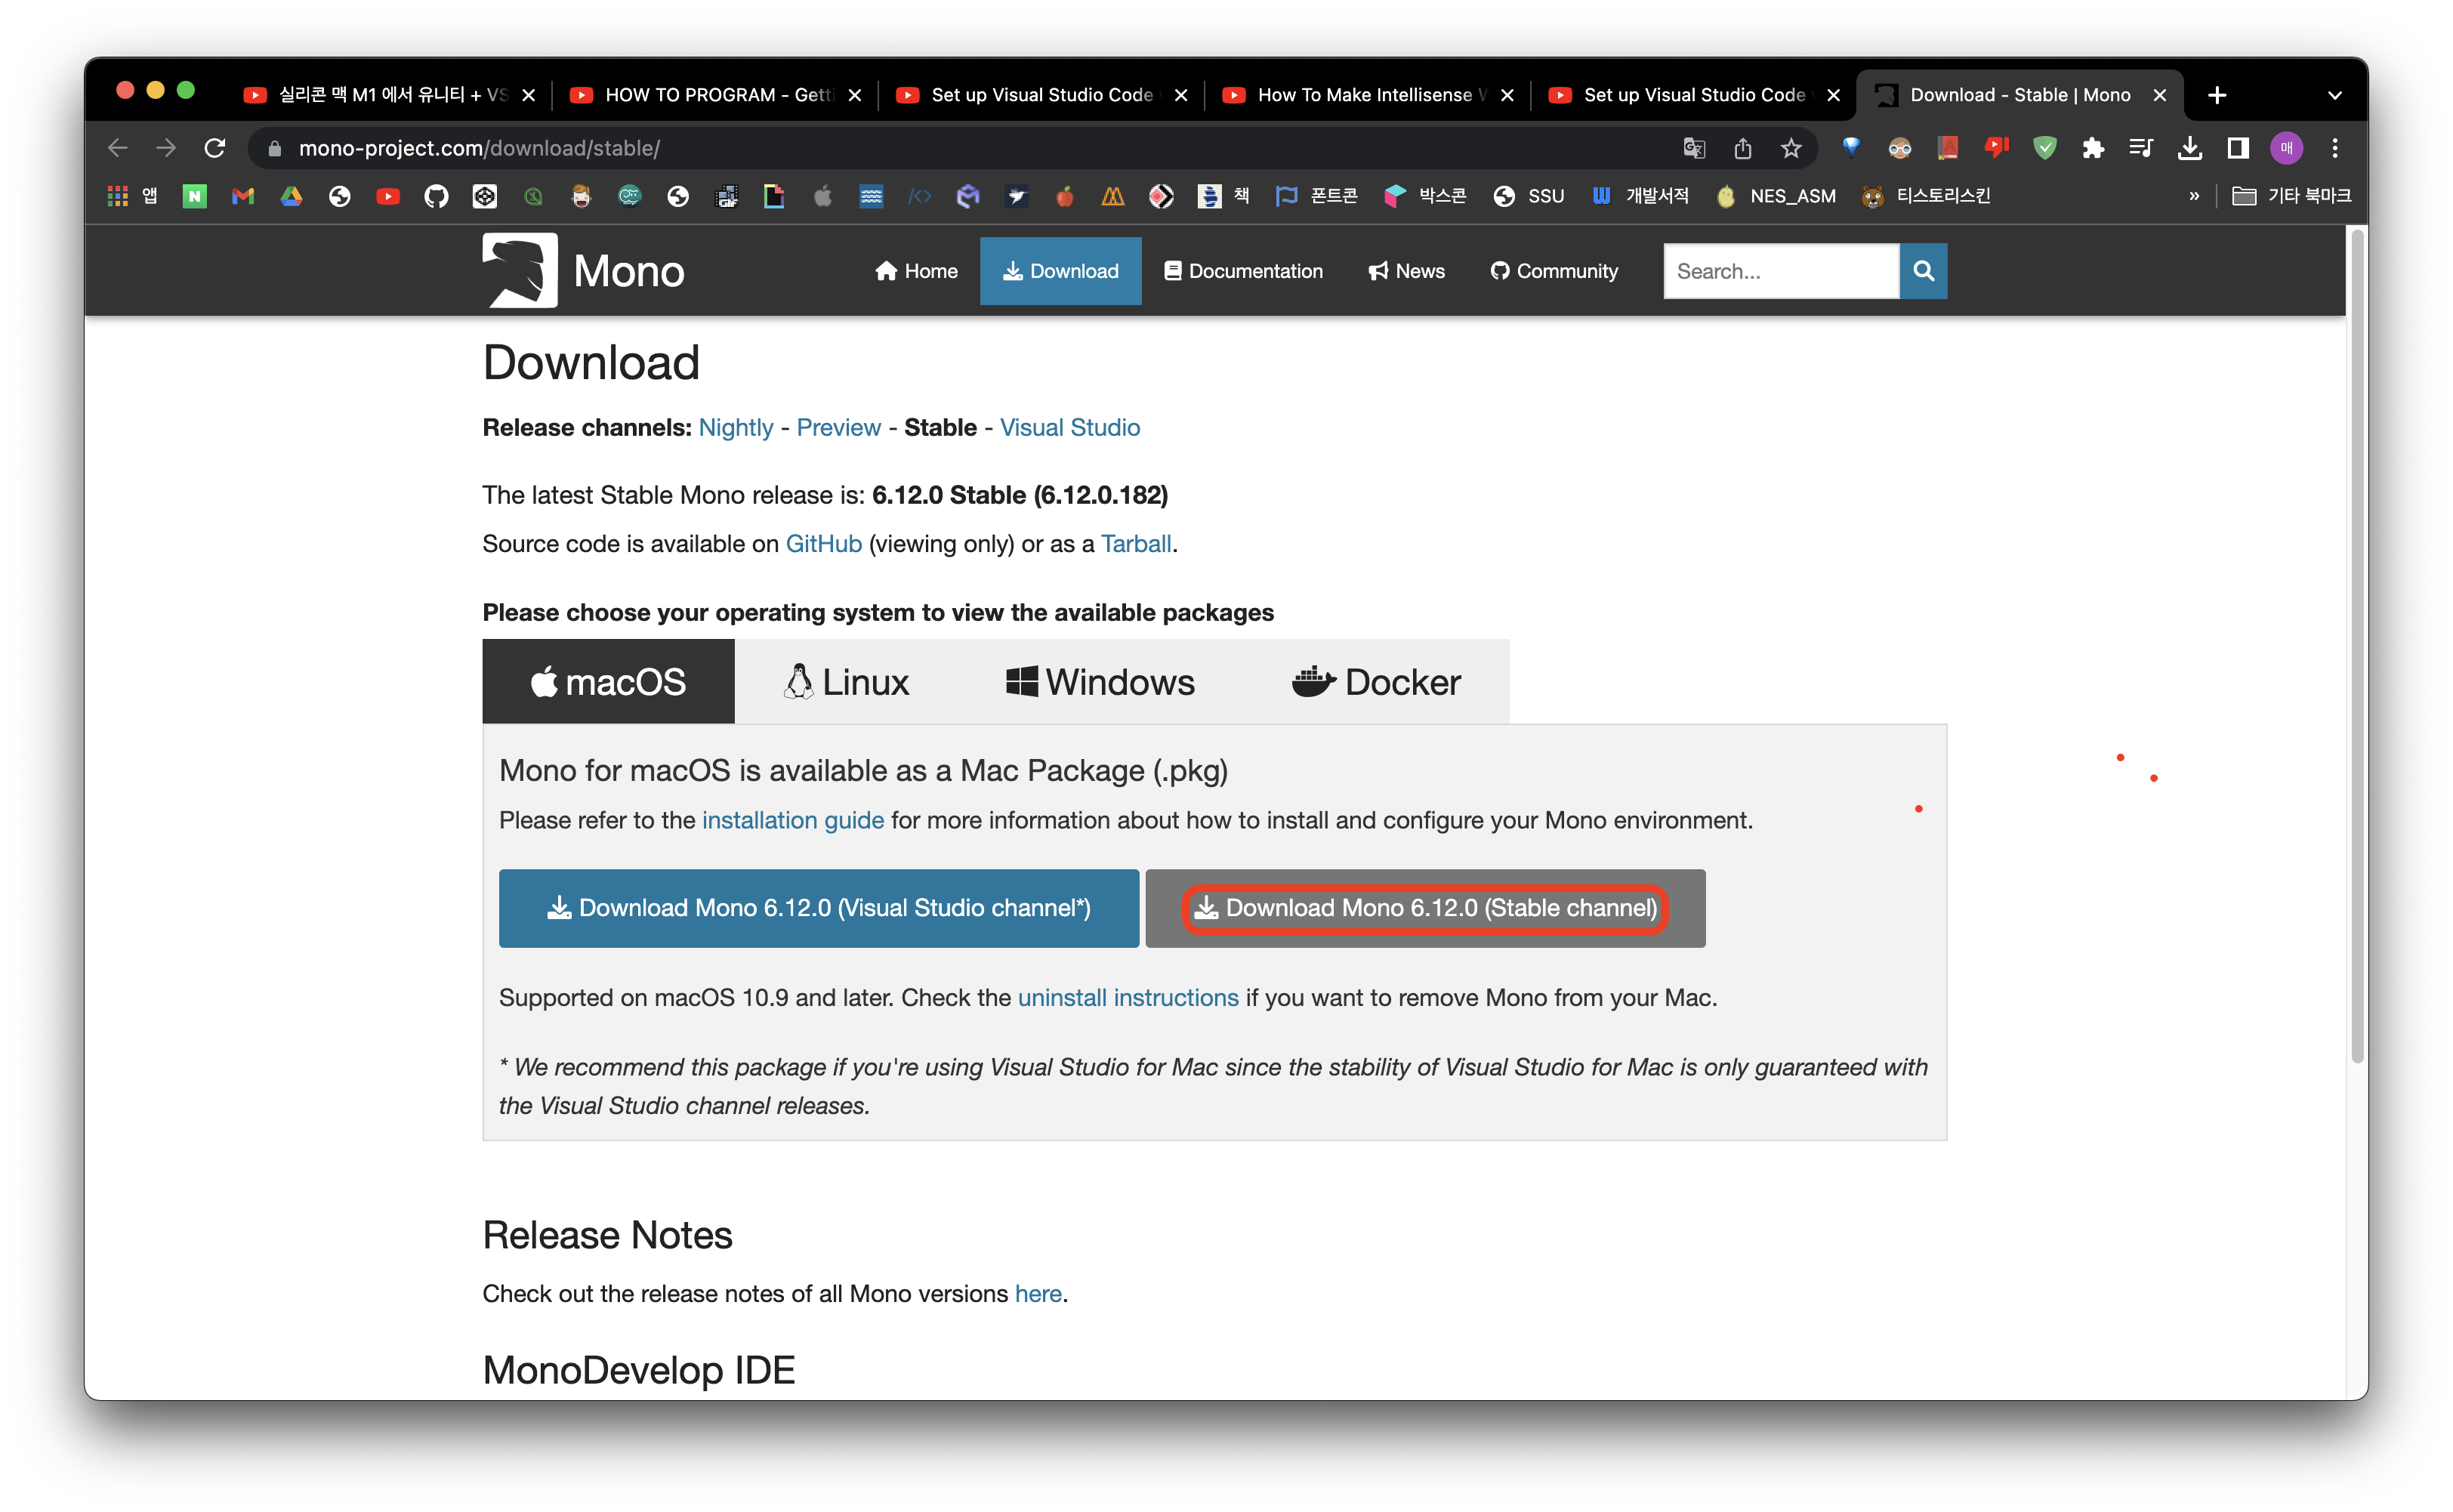 실리콘 맥 M1 에서 유니티 + VS
HOW TO PROGRAM - Getti
Set up Visual Studio Code
How To Make Intellisense W
Set up Visual Studio Code
Download - Stable | Mono
mono-project.com/download/stable/
매
앱
책
폰트콘
박스콘
SSU
개발서적
NES_ASM
티스토리스킨
»
기타 북마크
Mono
Home
Download
Documentation
News
Community
Search...
Download
Release channels: Nightly - Preview - Stable - Visual Studio
The latest Stable Mono release is: 6.12.0 Stable (6.12.0.182)
Source code is available on GitHub (viewing only) or as a Tarball.
Please choose your operating system to view the available packages
macOS
Linux
Windows
Docker
Mono for macOS is available as a Mac Package (.pkg)
Please refer to the installation guide for more information about how to install and configure your Mono environment.
Download Mono 6.12.0 (Visual Studio channel*)
Download Mono 6.12.0 (Stable channel)
Supported on macOS 10.9 and later. Check the uninstall instructions if you want to remove Mono from your Mac.
* We recommend this package if you're using Visual Studio for Mac since the stability of Visual Studio for Mac is only guaranteed with
the Visual Studio channel releases.
Release Notes
Check out the release notes of all Mono versions here.
MonoDevelop IDE